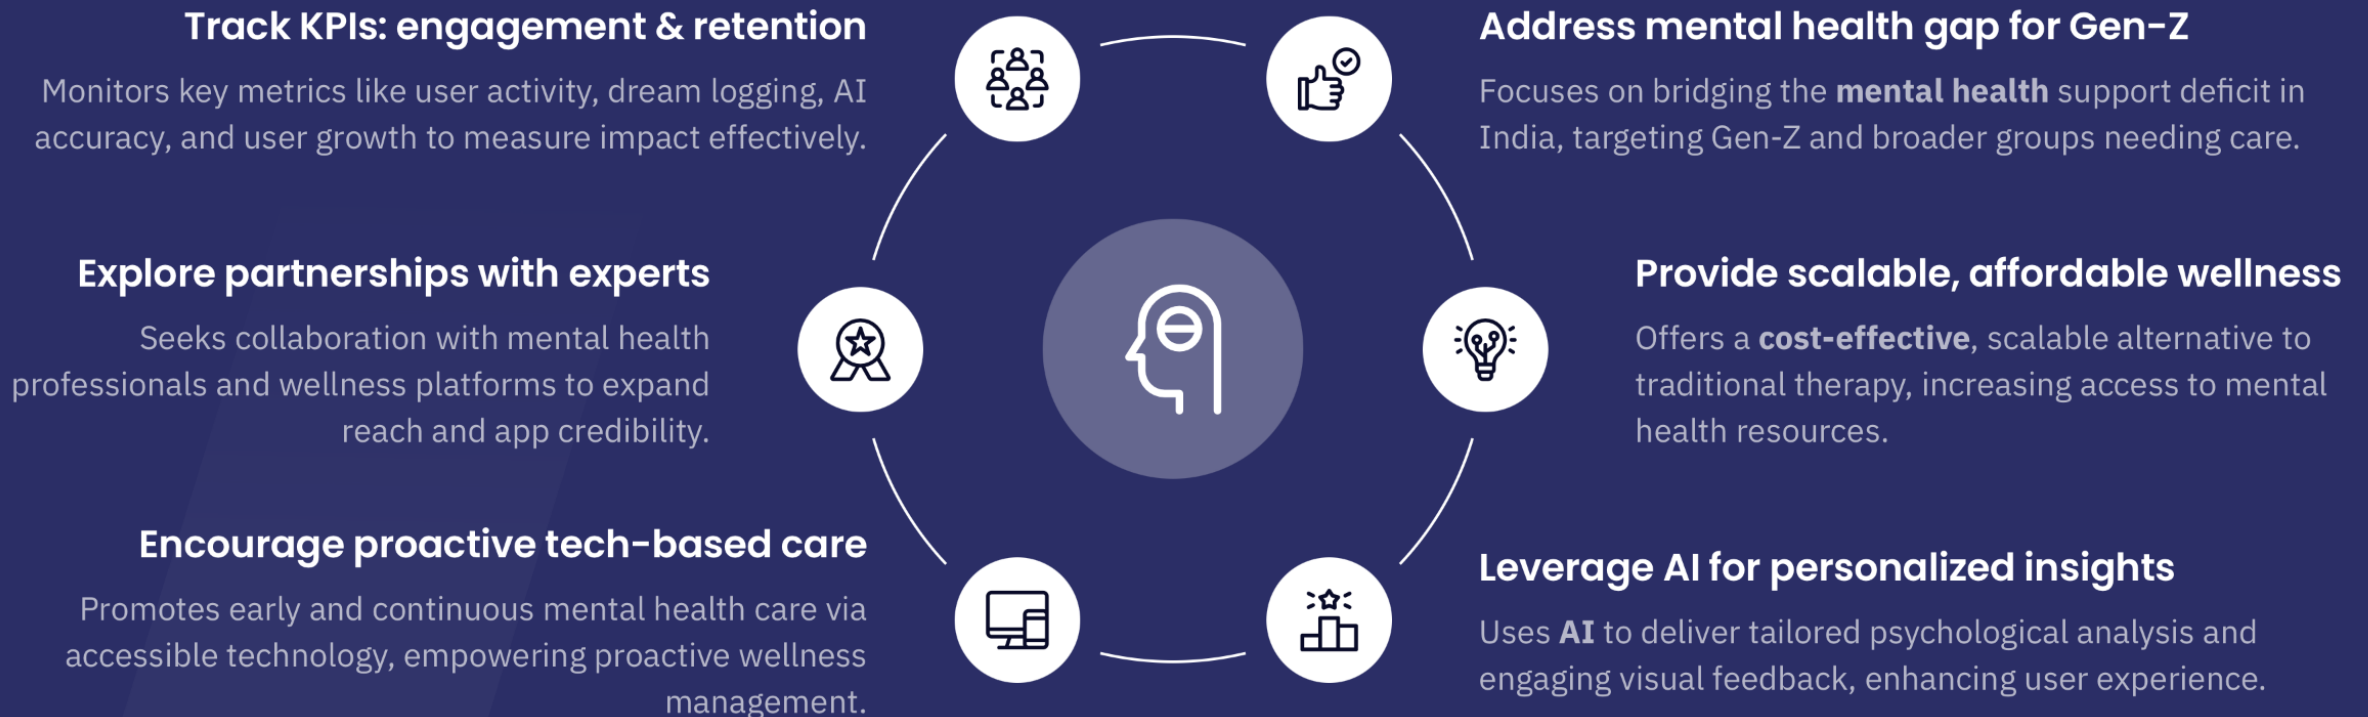 Track KPIs: engagement & retention
Monitors key metrics like user activity, dream logging, AI
accuracy, and user growth to measure impact effectively.
Address mental health gap for Gen-Z
Focuses on bridging the mental health support deficit in
India, targeting Gen-Z and broader groups needing care.
Explore partnerships with experts
Seeks collaboration with mental health
professionals and wellness platforms to expand
reach and app credibility.
Provide scalable, affordable wellness
Offers a cost-effective, scalable alternative to
traditional therapy, increasing access to mental
health resources.
Encourage proactive tech-based care
Promotes early and continuous mental health care via
accessible technology, empowering proactive wellness
management.
Leverage AI for personalized insights
Uses AI to deliver tailored psychological analysis and
engaging visual feedback, enhancing user experience.